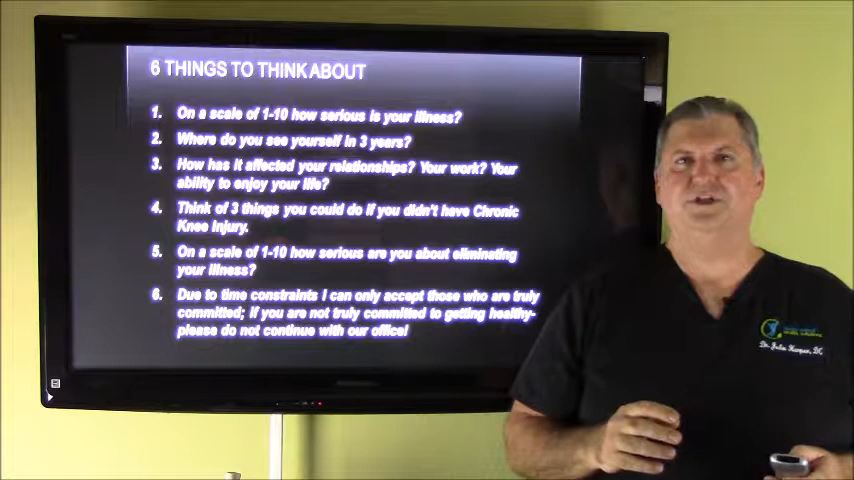 6 THINGS TO THINK ABOUT
1. On a scale of 1-10 how serious is your illness?
2. Where do you see yourself in 3 years?
3. How has it affected your relationships? Your work? Your
ability to enjoy your life?
4. Think of 3 things you could do if you didn't have Chronic
Knee Injury.
5. On a scale of 1-10 how serious are you about eliminating
your illness?
6. Due to time constraints I can only accept those who are truly
committed; if you are not truly committed to getting healthy-
please do not continue with our office!
Dr. John Hanson, DC